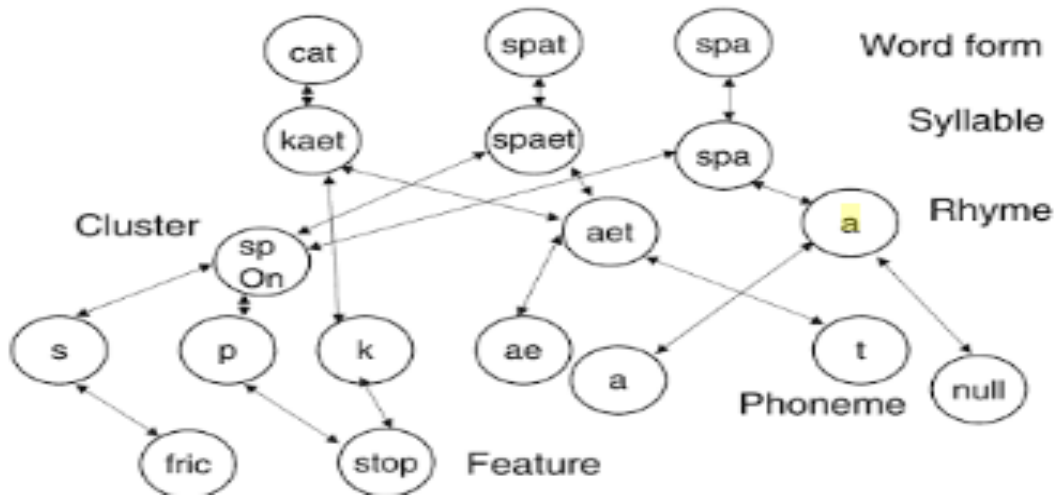 cat
spat
spa
Word form
kaet
spaet
spa
Syllable
Cluster
sp
On
aet
a
Rhyme
s
p
k
ae
a
t
null
Phoneme
fric
stop
Feature